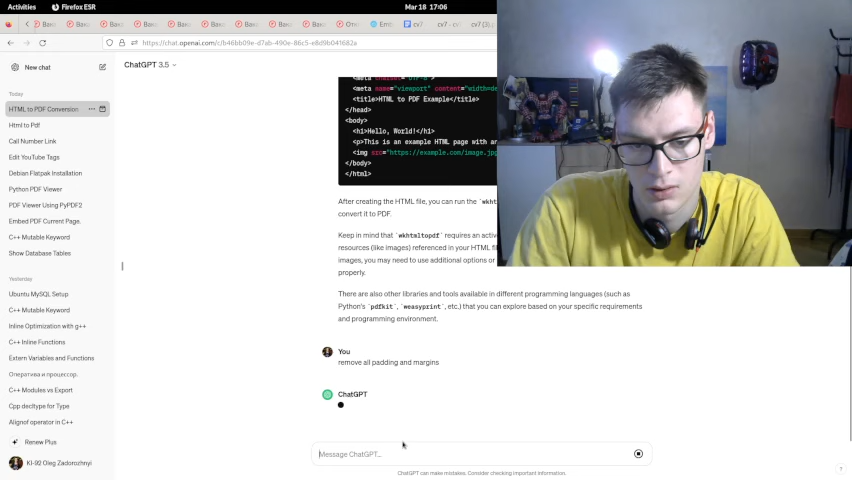 Activities Firefox ESR Mar 18 17:06
cv7
https://chat.openai.com/c/b46bb09e-d7ab-490e-86c5-e8d9b041682a
New chat
ChatGPT 3.5
Today
HTML to PDF Conversion
Html to Pdf
Call Number Link
Edit YouTube Tags
Debian Flatpak Installation
Python PDF Viewer
PDF Viewer Using PyPDF2
Embed PDF Current Page.
C++ Mutable Keyword
Show Database Tables
Yesterday
Ubuntu MySQL Setup
C++ Mutable Keyword
Inline Optimization with g++
C++ Inline Functions
Extern Variables and Functions
Оператива и процессор.
C++ Modules vs Export
Cpp decltype for Type
Alignof operator in C++
Renew Plus
KI-92 Oleg Zadorozhnyi
<meta charset="UTF-8">
<meta name="viewport" content="width=de
<title>HTML to PDF Example</title>
</head>
<body>
<h1>Hello, World!</h1>
<p>This is an example HTML page with an
<img src="https://example.com/image.jpg
</body>
</html>
After creating the HTML file, you can run the `wkht
convert it to PDF.
Keep in mind that `wkhtmltopdf` requires an active
resources (like images) referenced in your HTML fil
images, you may need to use additional options or
properly.
There are also other libraries and tools available in different programming languages (such as
Python's `pdfkit`, `weasyprint`, etc.) that you can explore based on your specific requirements
and programming environment.
You
remove all padding and margins
ChatGPT
Message ChatGPT...
ChatGPT can make mistakes. Consider checking important information.
?